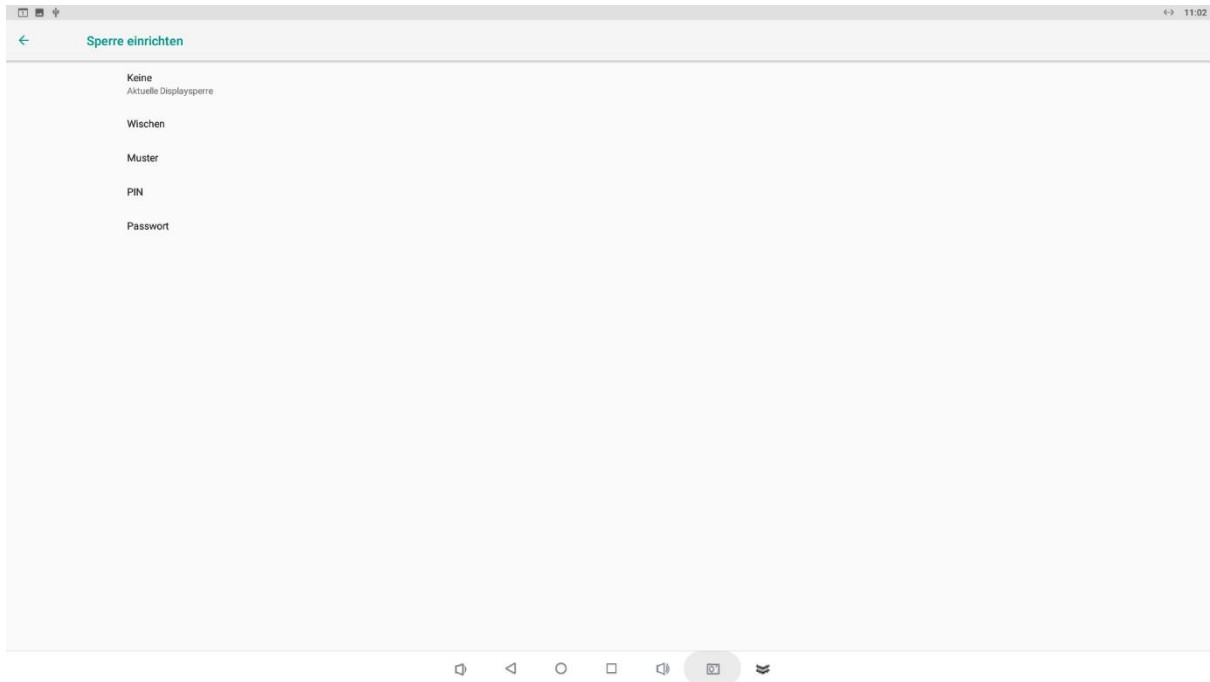 11:02
Sperre einrichten
Keine
Aktuelle Displaysperre
Wischen
Muster
PIN
Passwort